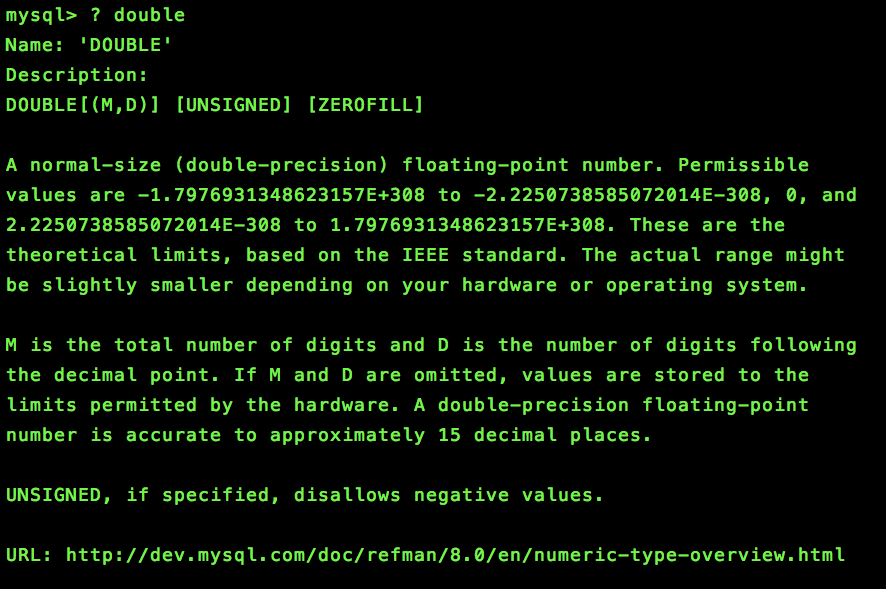 mysql> ? double
Name: 'DOUBLE'
Description:
DOUBLE[(M,D)] [UNSIGNED] [ZEROFILL]
A normal-size (double-precision) floating-point number. Permissible
values are -1.7976931348623157E+308 to -2.2250738585072014E-308, 0, and
2.2250738585072014E-308 to 1.7976931348623157E+308. These are the
theoretical limits, based on the IEEE standard. The actual range might
be slightly smaller depending on your hardware or operating system.
M is the total number of digits and D is the number of digits following
the decimal point. If M and D are omitted, values are stored to the
limits permitted by the hardware. A double-precision floating-point
number is accurate to approximately 15 decimal places.
UNSIGNED, if specified, disallows negative values.
URL: http://dev.mysql.com/doc/refman/8.0/en/numeric-type-overview.html